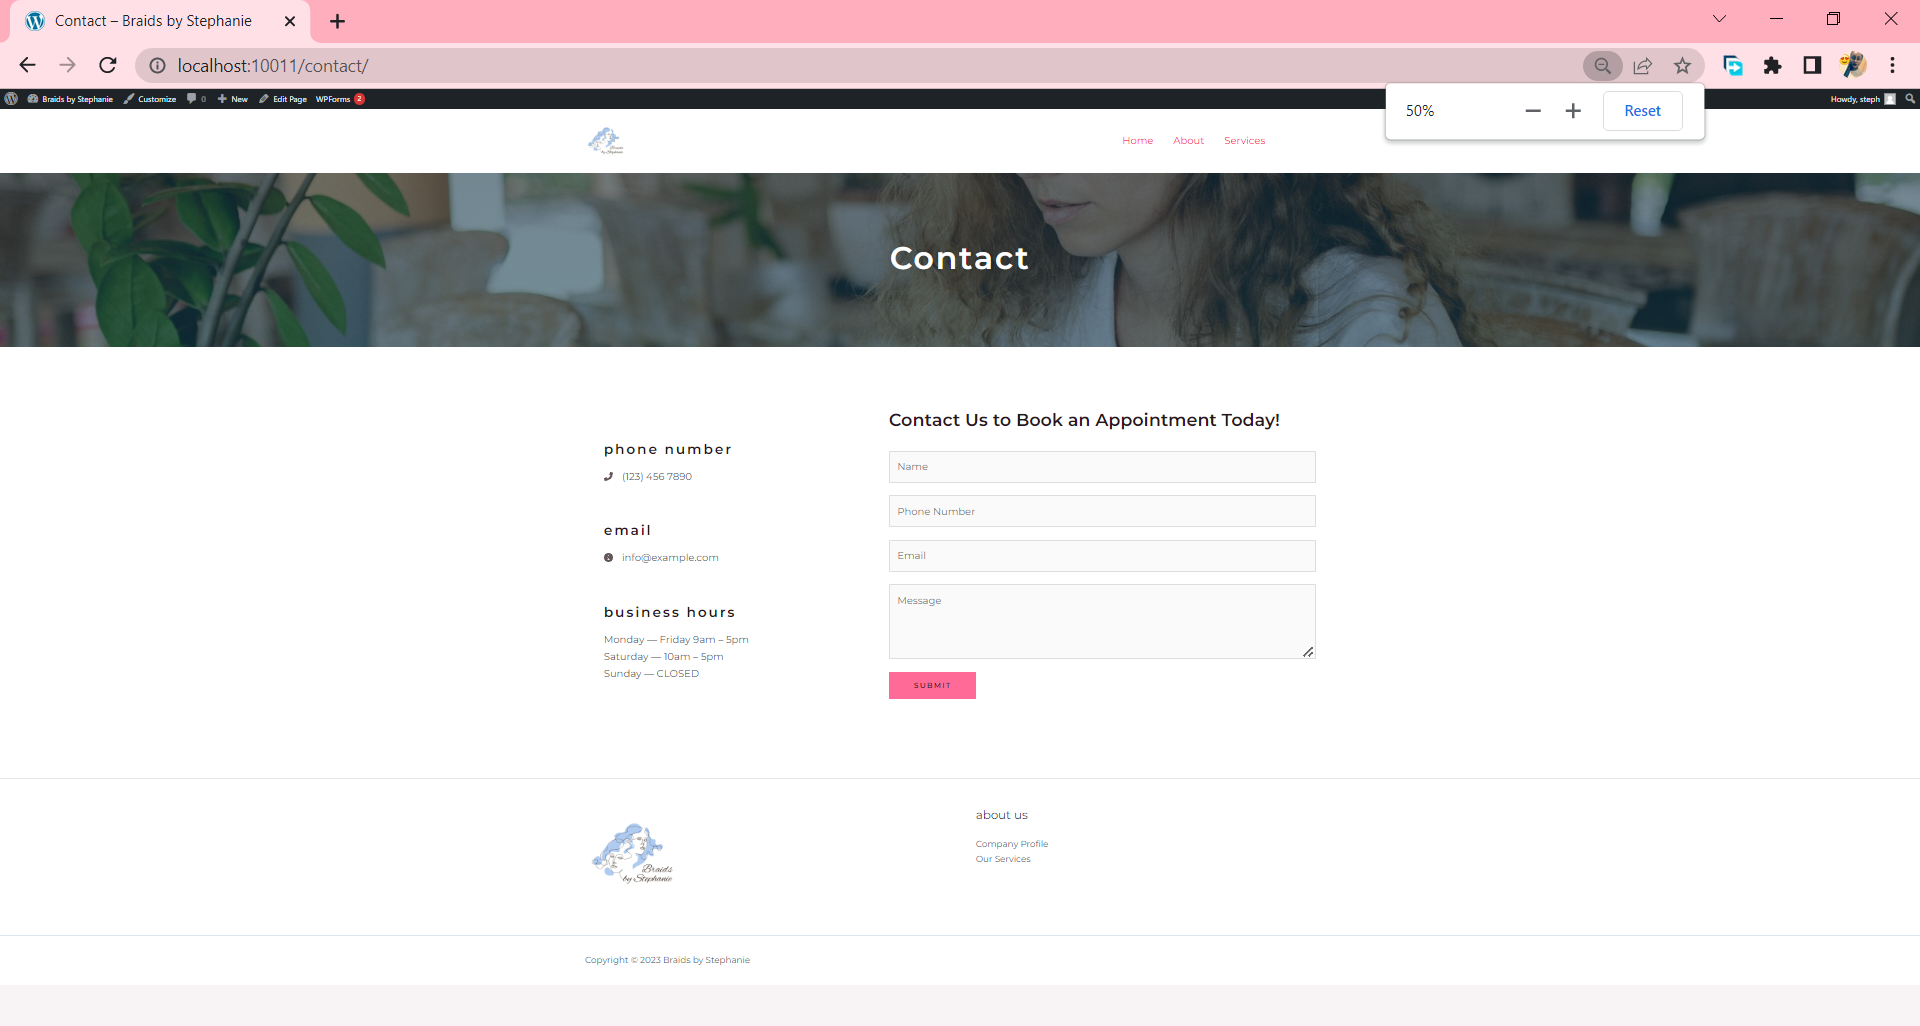 Contact – Braids by Stephanie
localhost:10011/contact/
Braids by Stephanie Customize 0 New Edit Page WPForms 2 Howdy, steph
50% Reset
Braids
by Stephanie
Home About Services
Contact
Contact Us to Book an Appointment Today!
phone number
(123) 456 7890
email
info@example.com
business hours
Monday — Friday 9am – 5pm
Saturday — 10am – 5pm
Sunday — CLOSED
Name
Phone Number
Email
Message
SUBMIT
Braids
by Stephanie
about us
Company Profile
Our Services
Copyright © 2023 Braids by Stephanie